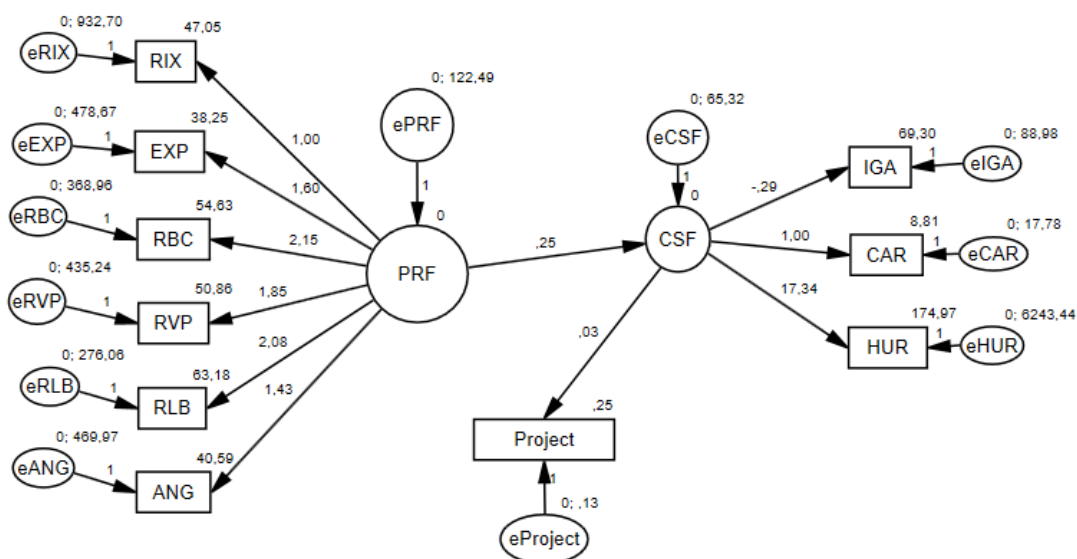 0; 932,70
eRIX
1
47,05
RIX
0; 478,67
eEXP
1
38,25
EXP
0; 368,96
eRBC
1
54,63
RBC
0; 435,24
eRVP
1
50,86
RVP
0; 276,06
eRLB
1
63,18
RLB
0; 469,97
eANG
1
40,59
ANG
1,00
1,60
2,15
1,85
2,08
1,43
0; 122,49
ePRF
1
0
PRF
,25
0; 65,32
eCSF
1
0
CSF
-,29
1,00
17,34
,03
69,30
IGA
1
0; 88,98
eIGA
8,81
CAR
1
0; 17,78
eCAR
174,97
HUR
1
0; 6243,44
eHUR
,25
Project
1
0; ,13
eProject